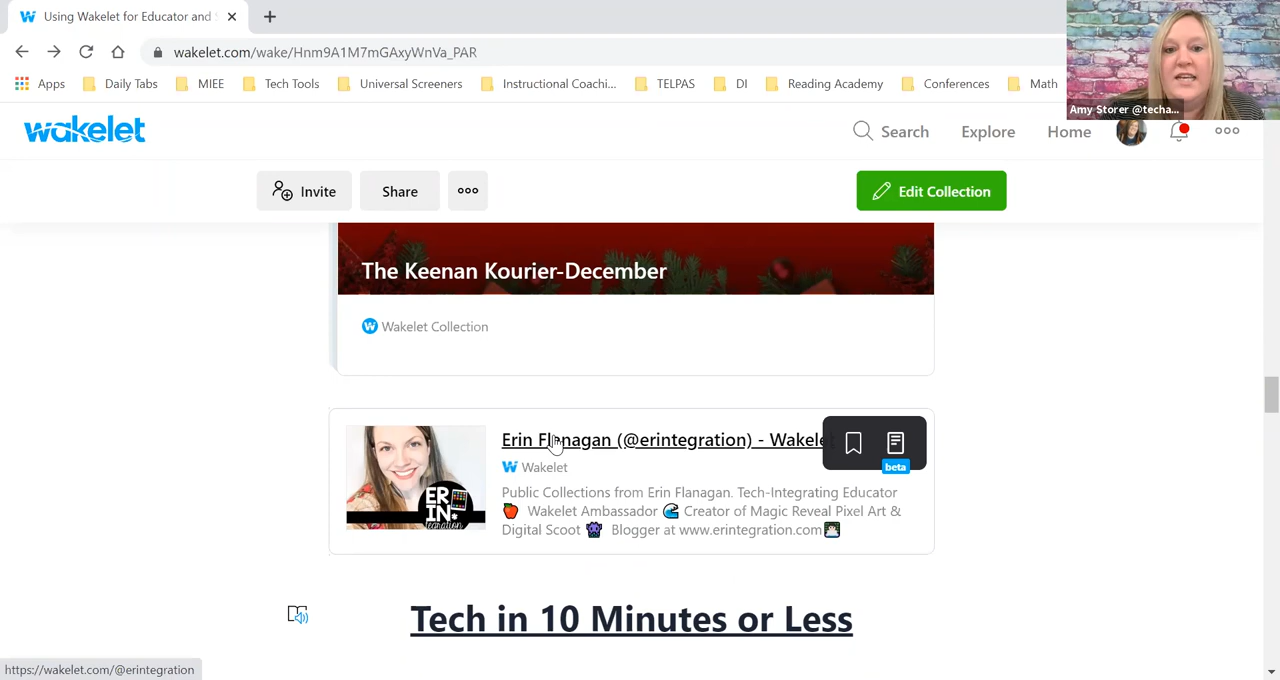 Using Wakelet for Educator and S
wakelet.com/wake/Hnm9A1M7mGAxyWnVa_PAR
Apps
Daily Tabs
MIEE
Tech Tools
Universal Screeners
Instructional Coachi...
TELPAS
DI
Reading Academy
Conferences
Math
Amy Storer @techa...
wakelet
Search
Explore
Home
Invite
Share
Edit Collection
The Keenan Kourier-December
Wakelet Collection
Erin Flanagan (@erintegration) - Wakelet
beta
Wakelet
Public Collections from Erin Flanagan. Tech-Integrating Educator
🍎 Wakelet Ambassador 🌊 Creator of Magic Reveal Pixel Art &
Digital Scoot 👾 Blogger at www.erintegration.com
ER
IN*
tegration
Tech in 10 Minutes or Less
https://wakelet.com/@erintegration